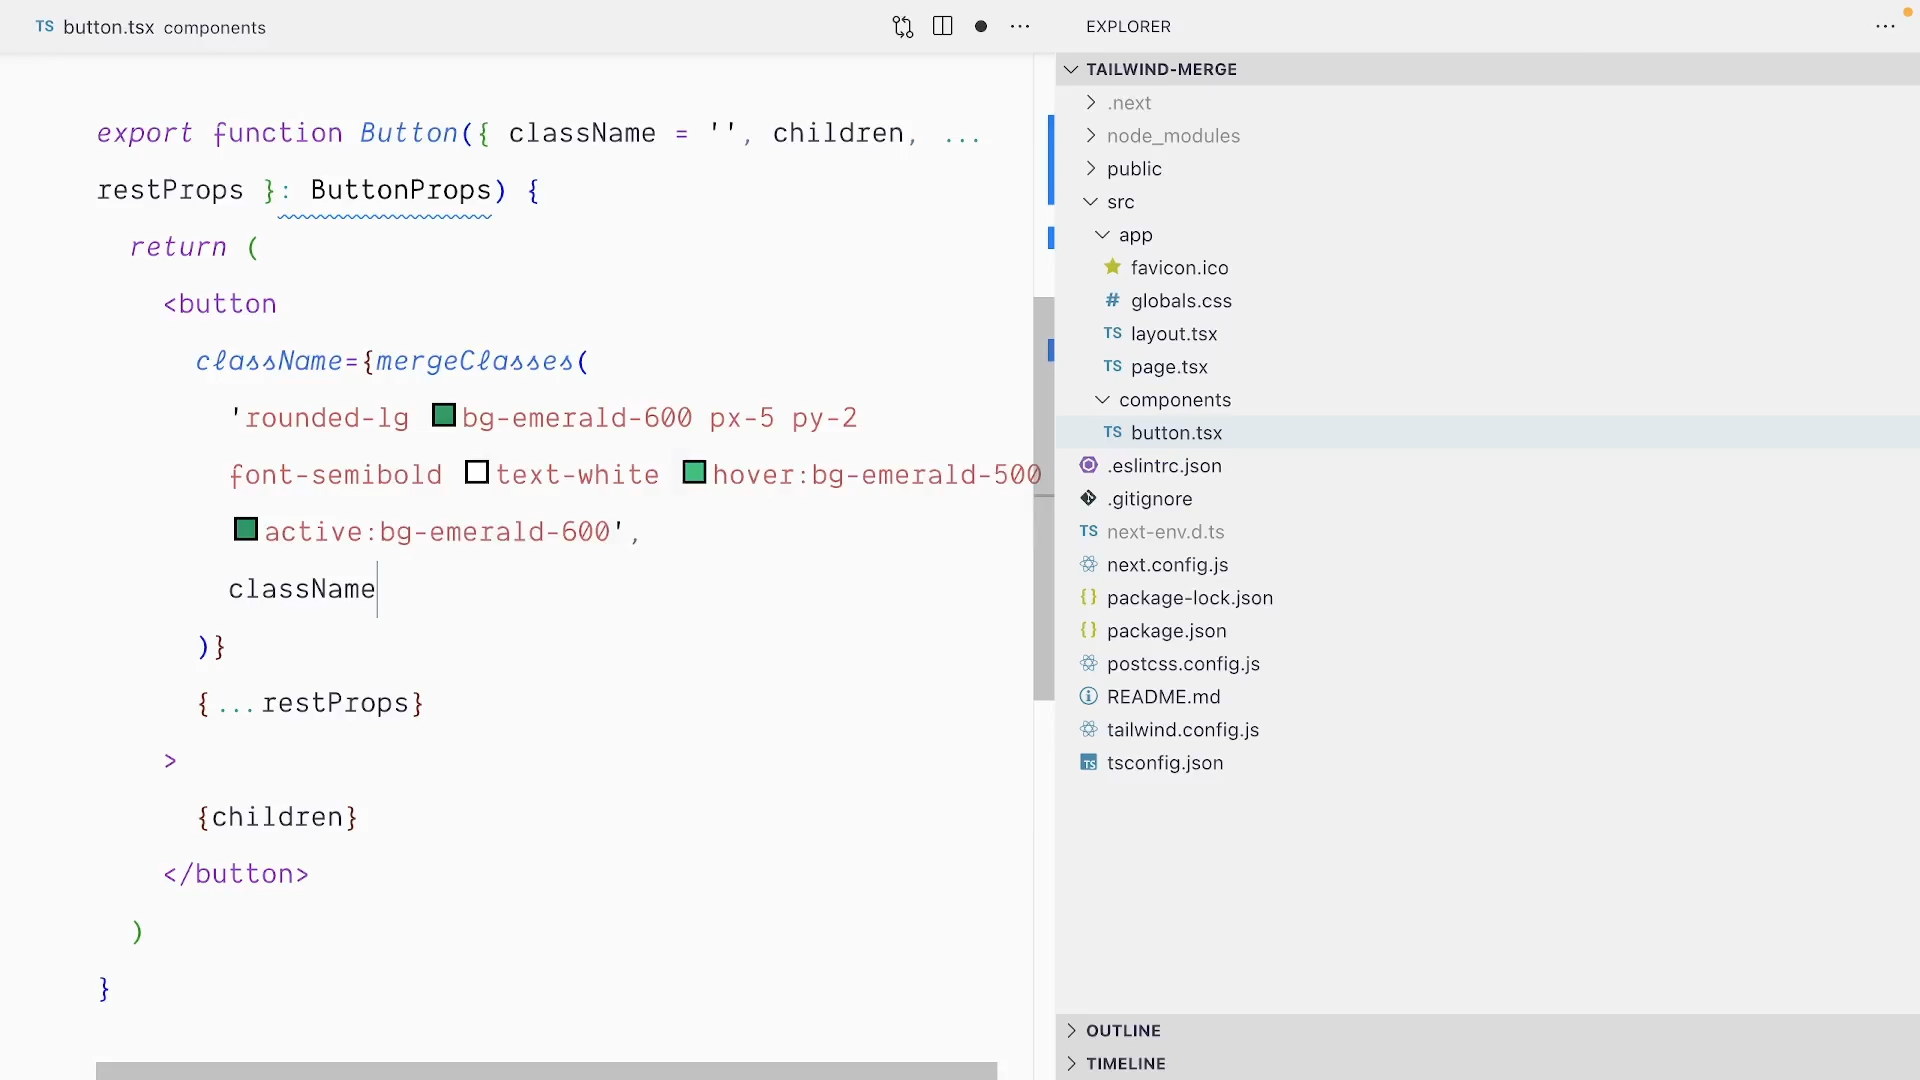 TS button.tsx components
export function Button({ className = '', children, ...
restProps }: ButtonProps) {
return (
<button
className={mergeClasses(
'rounded-lg bg-emerald-600 px-5 py-2
font-semibold text-white hover:bg-emerald-500
active:bg-emerald-600',
className
)}
{...restProps}
>
{children}
</button>
)
}
EXPLORER
TAILWIND-MERGE
.next
node_modules
public
src
app
favicon.ico
# globals.css
TS layout.tsx
TS page.tsx
components
TS button.tsx
.eslintrc.json
.gitignore
TS next-env.d.ts
next.config.js
{} package-lock.json
{} package.json
postcss.config.js
README.md
tailwind.config.js
TS tsconfig.json
OUTLINE
TIMELINE